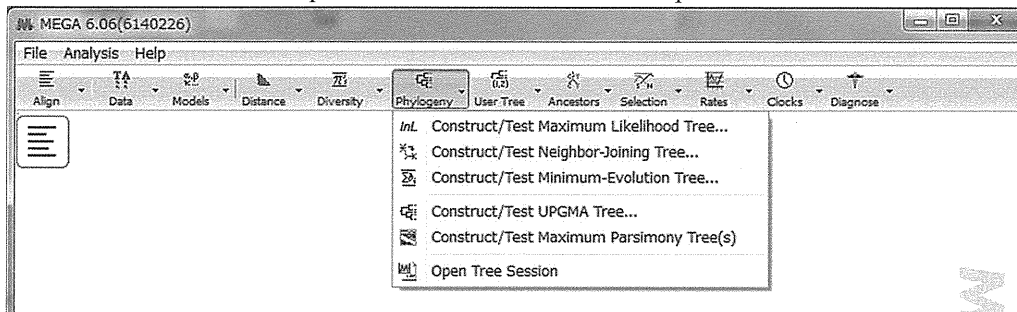 MEGA 6.06(6140226)
File Analysis Help
Align Data Models Distance Diversity Phylogeny User Tree Ancestors Selection Rates Clocks Diagnose
InL Construct/Test Maximum Likelihood Tree...
Construct/Test Neighbor-Joining Tree...
Construct/Test Minimum-Evolution Tree...
Construct/Test UPGMA Tree...
Construct/Test Maximum Parsimony Tree(s)
Open Tree Session